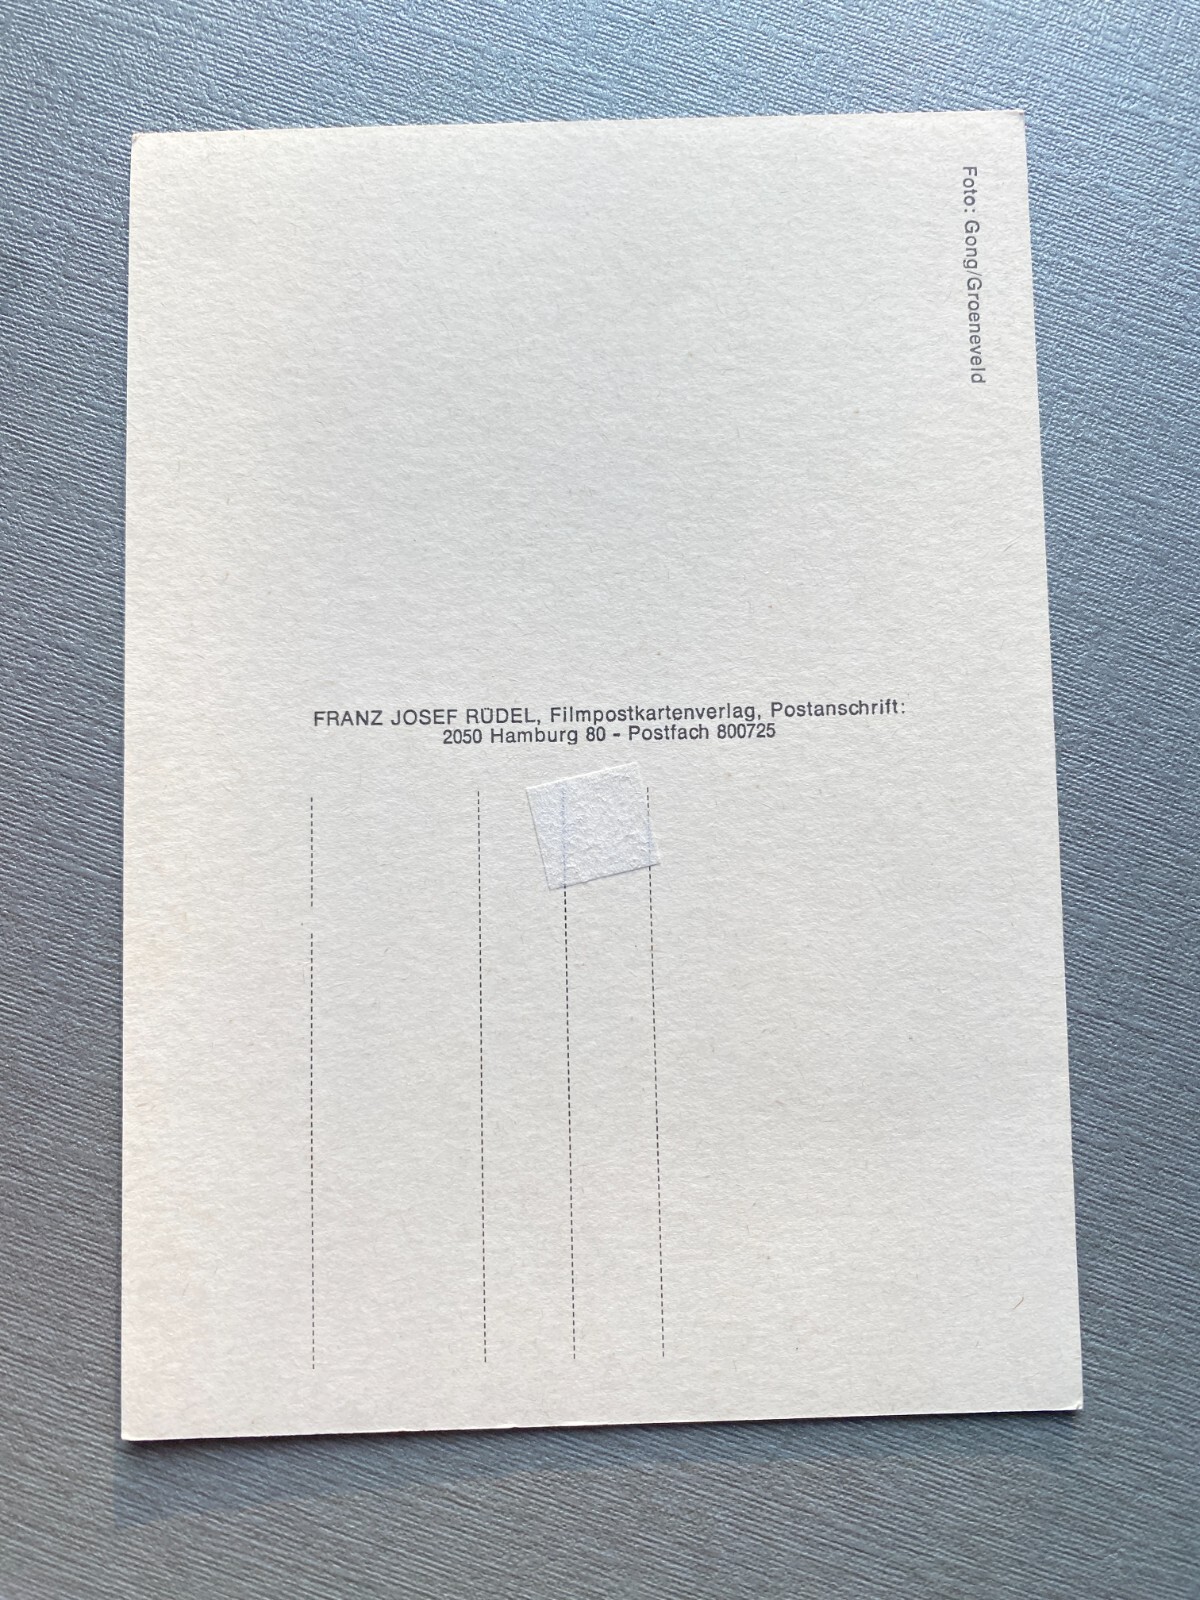 Foto: Gong/Groeneveld
FRANZ JOSEF RÜDEL, Filmpostkartenverlag, Postanschrift:
2050 Hamburg 80 - Postfach 800725